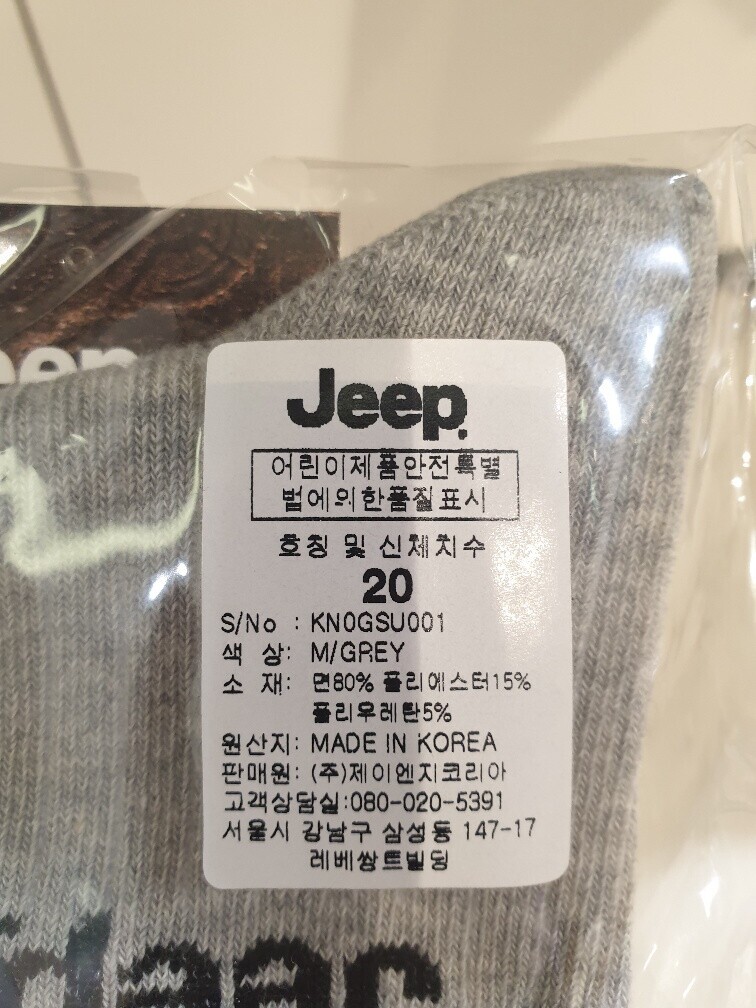 Jeep
어린이제품안전특별
법에의한품질표시
호칭 및 신체치수
20
S/No : KN0GSU001
색 상: M/GREY
소 재: 면80% 폴리에스터15%
폴리우레탄5%
원산지: MADE IN KOREA
판매원: (주)제이엔지코리아
고객상담실:080-020-5391
서울시 강남구 삼성동 147-17
레베쌍트빌딩